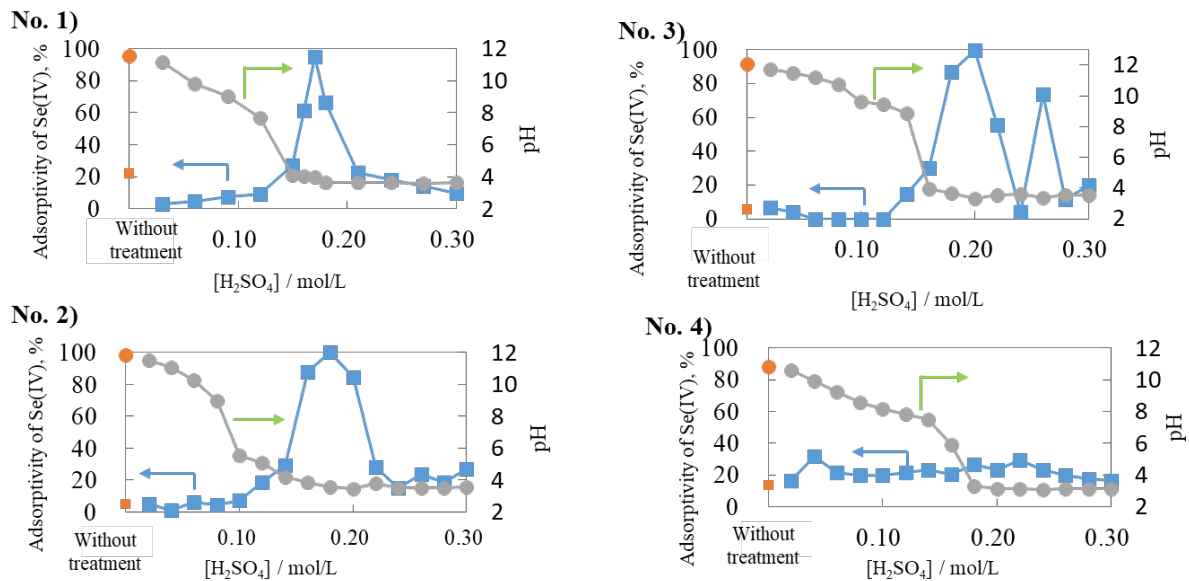 No. 1)
100
80
60
40
20
0
12
10
8
6
4
2
Adsorptivity of Se(IV), %
pH
Without
treatment
0.10
0.20
0.30
[H₂SO₄] / mol/L
No. 2)
100
80
60
40
20
0
12
10
8
6
4
2
Adsorptivity of Se(IV), %
pH
Without
treatment
0.10
0.20
0.30
[H₂SO₄] / mol/L
No. 3)
100
80
60
40
20
0
12
10
8
6
4
2
Adsorptivity of Se(IV), %
pH
Without
treatment
0.10
0.20
0.30
[H₂SO₄] / mol/L
No. 4)
100
80
60
40
20
0
12
10
8
6
4
2
Adsorptivity of Se(IV), %
pH
Without
treatment
0.10
0.20
0.30
[H₂SO₄] / mol/L